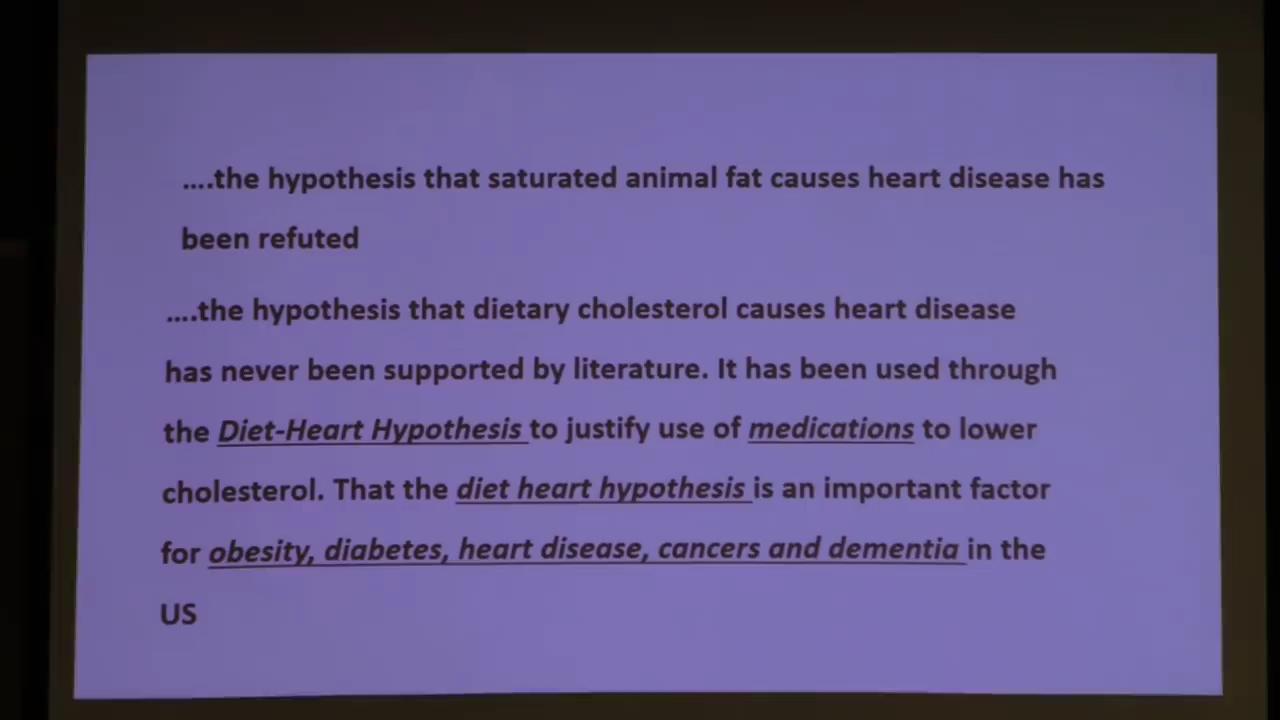 ....the hypothesis that saturated animal fat causes heart disease has
been refuted
....the hypothesis that dietary cholesterol causes heart disease
has never been supported by literature. It has been used through
the Diet-Heart Hypothesis to justify use of medications to lower
cholesterol. That the diet heart hypothesis is an important factor
for obesity, diabetes, heart disease, cancers and dementia in the
US